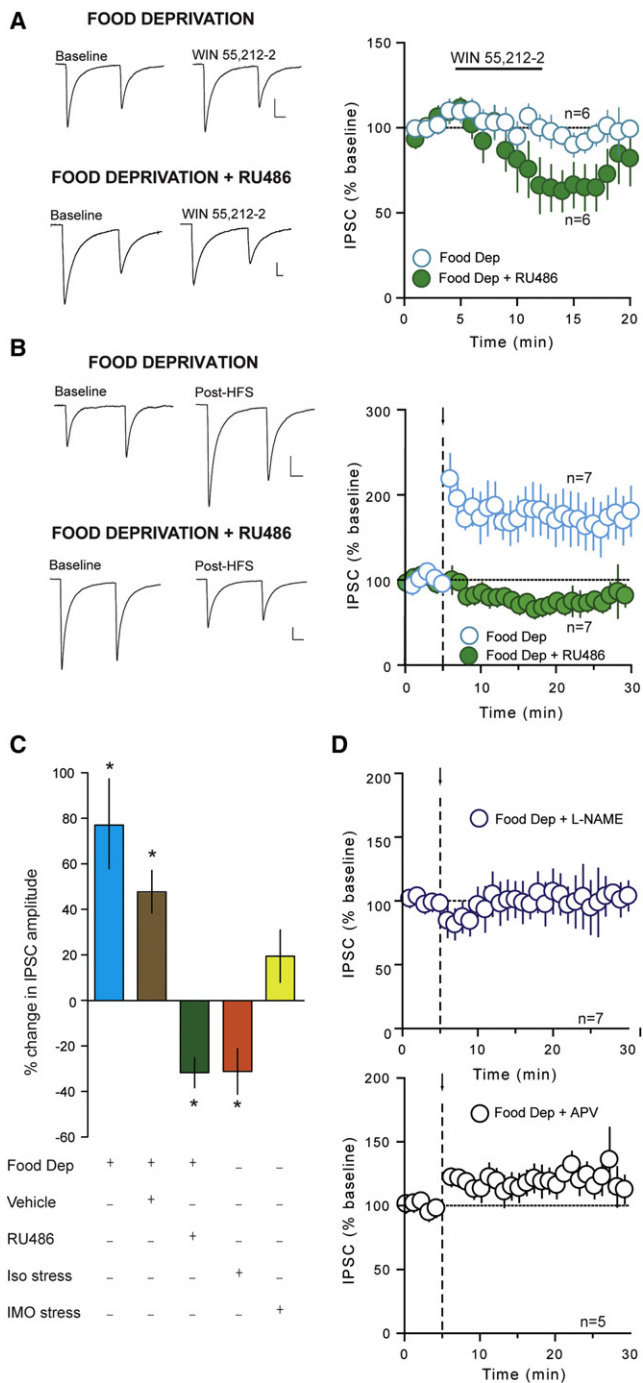 A
FOOD DEPRIVATION
Baseline
WIN 55,212-2
FOOD DEPRIVATION + RU486
Baseline
WIN 55,212-2
150
100
50
0
IPSC (% baseline)
WIN 55,212-2
n=6
n=6
Food Dep
Food Dep + RU486
0 5 10 15 20
Time (min)
B
FOOD DEPRIVATION
Baseline
Post-HFS
FOOD DEPRIVATION + RU486
Baseline
Post-HFS
300
200
100
0
IPSC (% baseline)
n=7
n=7
Food Dep
Food Dep + RU486
0 10 20 30
Time (min)
C
100
80
60
40
20
0
-20
-40
-60
% change in IPSC amplitude
* * * *
Food Dep + + + – –
Vehicle – + – – –
RU486 – – + – –
Iso stress – – – + –
IMO stress – – – – +
D
200
150
100
50
0
IPSC (% baseline)
Food Dep + L-NAME
n=7
0 10 20 30
Time (min)
200
150
100
50
0
IPSC (% baseline)
Food Dep + APV
n=5
0 10 20 30
Time (min)